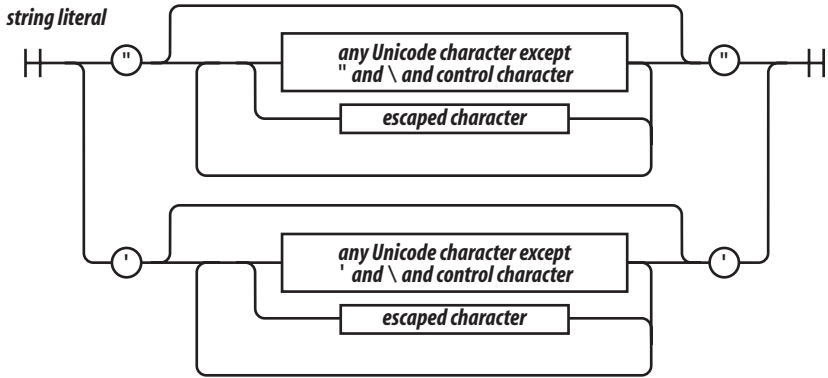 string literal
" any Unicode character except "
" and \ and control character
escaped character
' any Unicode character except '
' and \ and control character
escaped character